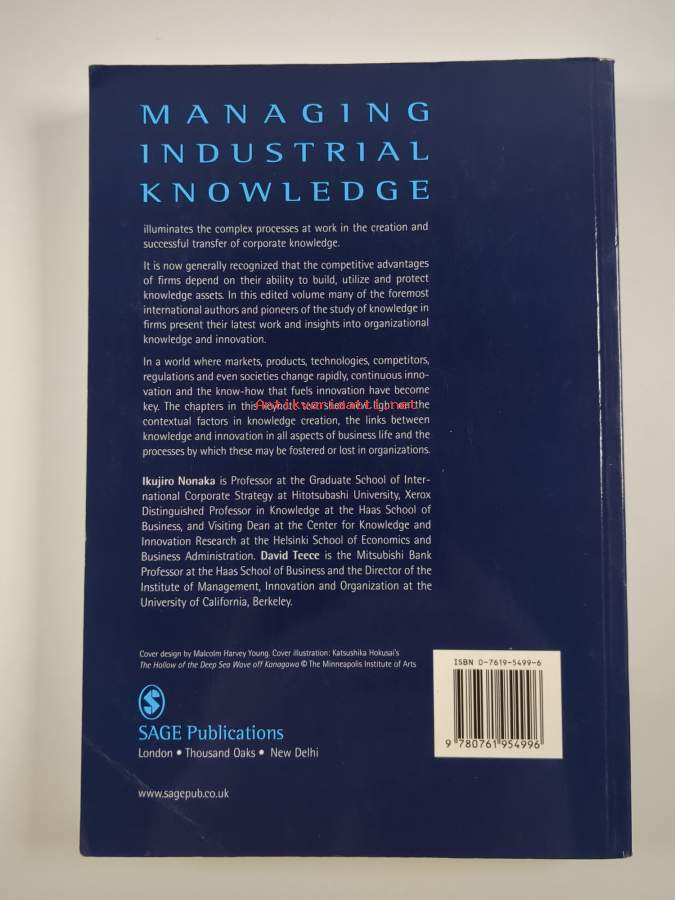 MANAGING
INDUSTRIAL
KNOWLEDGE
illuminates the complex processes at work in the creation and
successful transfer of corporate knowledge.
It is now generally recognized that the competitive advantages
of firms depend on their ability to build, utilize and protect
knowledge assets. In this edited volume many of the foremost
international authors and pioneers of the study of knowledge in
firms present their latest work and insights into organizational
knowledge and innovation.
In a world where markets, products, technologies, competitors,
regulations and even societies change rapidly, continuous inno-
vation and the know-how that fuels innovation have become
key. The chapters in this keynote text shed new light on the
Antikvariaatti.net
contextual factors in knowledge creation, the links between
knowledge and innovation in all aspects of business life and the
processes by which these may be fostered or lost in organizations.
Ikujiro Nonaka is Professor at the Graduate School of Inter-
national Corporate Strategy at Hitotsubashi University, Xerox
Distinguished Professor in Knowledge at the Haas School of
Business, and Visiting Dean at the Center for Knowledge and
Innovation Research at the Helsinki School of Economics and
Business Administration. David Teece is the Mitsubishi Bank
Professor at the Haas School of Business and the Director of the
Institute of Management, Innovation and Organization at the
University of California, Berkeley.
Cover design by Malcolm Harvey Young. Cover illustration: Katsushika Hokusai's
The Hollow of the Deep Sea Wave off Kanagawa © The Minneapolis Institute of Arts
ISBN 0-7619-5499-6
9 780761 954996
S
SAGE Publications
London • Thousand Oaks • New Delhi
www.sagepub.co.uk